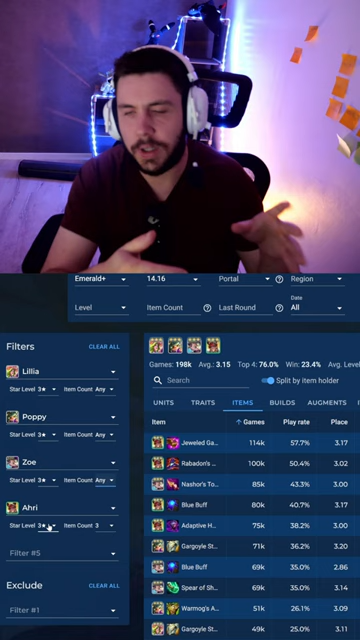 Emerald+ 14.16 Portal Region
Date
Level Item Count Last Round All
Filters CLEAR ALL
Lillia
Star Level 3★ Item Count Any
Poppy
Star Level 3★ Item Count Any
Zoe
Star Level 3★ Item Count Any
Ahri
Star Level 3★ Item Count 3
Filter #5
Exclude CLEAR ALL
Filter #1
Games: 198k Avg.: 3.15 Top 4: 76.0% Win: 23.4% Avg. Level
Search Split by item holder
UNITS TRAITS ITEMS BUILDS AUGMENTS
Item Games Play rate Place
Jeweled Ga... 114k 57.7% 3.17
Rabadon's ... 100k 50.4% 3.02
Nashor's To... 85k 43.3% 3.00
Blue Buff 80k 40.7% 3.17
Adaptive H... 75k 38.2% 3.00
Gargoyle St... 71k 36.2% 3.20
Blue Buff 69k 35.0% 2.86
Spear of Sh... 69k 35.0% 3.14
Warmog's A... 51k 26.1% 3.09
Gargoyle St... 49k 25.0% 3.11